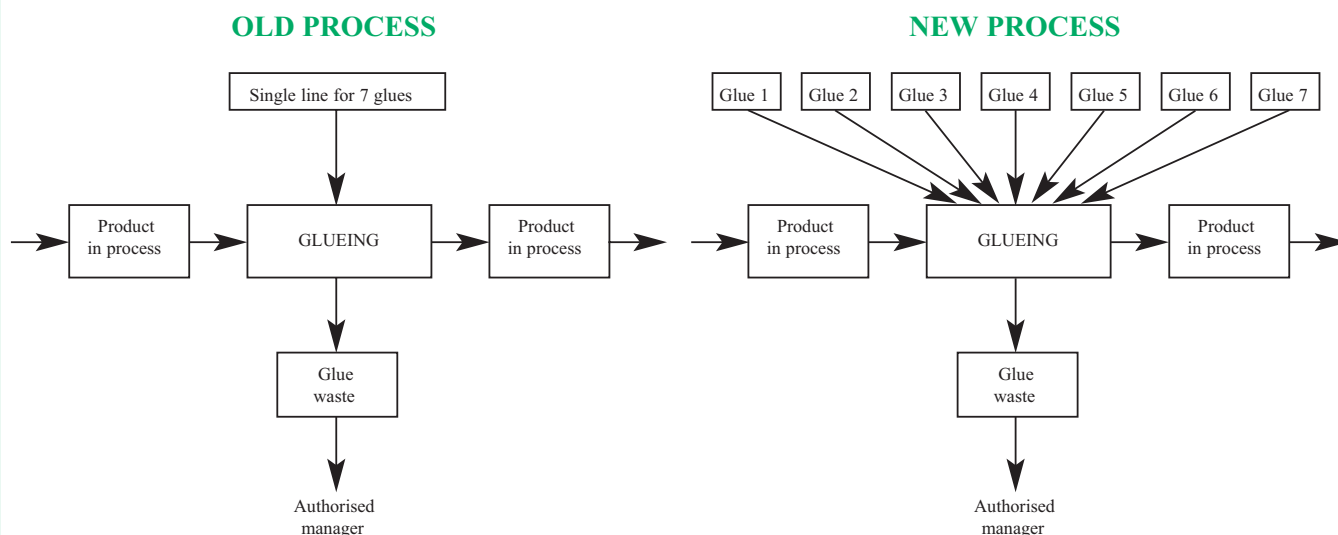 OLD PROCESS
Single line for 7 glues
Product
in process
GLUEING
Product
in process
Glue
waste
Authorised
manager
NEW PROCESS
Glue 1
Glue 2
Glue 3
Glue 4
Glue 5
Glue 6
Glue 7
Product
in process
GLUEING
Product
in process
Glue
waste
Authorised
manager